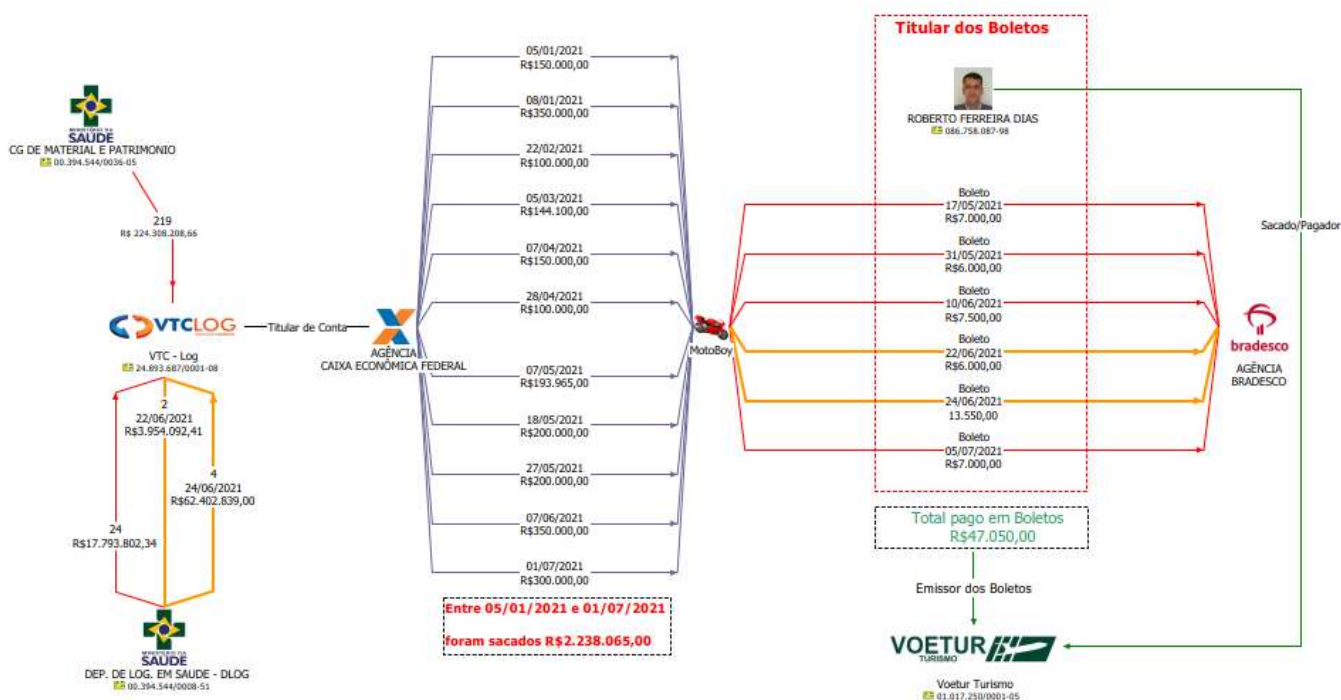 MINISTÉRIO DA
SAÚDE
CG DE MATERIAL E PATRIMONIO
00.394.544/0036-05
219
R$ 224.308.208,66
VTCLOG
VTC - Log
24.893.687/0001-08
Titular de Conta
2
22/06/2021
R$3.954.092,41
4
24/06/2021
R$62.402.839,00
24
R$17.793.802,34
MINISTÉRIO DA
SAÚDE
DEP. DE LOG. EM SAUDE - DLOG
00.394.544/0008-51
AGÊNCIA
CAIXA ECONÔMICA FEDERAL
05/01/2021
R$150.000,00
08/01/2021
R$350.000,00
22/02/2021
R$100.000,00
05/03/2021
R$144.100,00
07/04/2021
R$150.000,00
28/04/2021
R$100.000,00
07/05/2021
R$193.965,00
18/05/2021
R$200.000,00
27/05/2021
R$200.000,00
07/06/2021
R$350.000,00
01/07/2021
R$300.000,00
Entre 05/01/2021 e 01/07/2021
foram sacados R$2.238.065,00
MotoBoy
Titular dos Boletos
ROBERTO FERREIRA DIAS
086.758.087-98
Boleto
17/05/2021
R$7.000,00
Boleto
31/05/2021
R$6.000,00
Boleto
10/06/2021
R$7.500,00
Boleto
22/06/2021
R$6.000,00
Boleto
24/06/2021
13.550,00
Boleto
05/07/2021
R$7.000,00
Total pago em Boletos
R$47.050,00
Emissor dos Boletos
VOETUR
TURISMO
Voetur Turismo
01.017.250/0001-05
Sacado/Pagador
bradesco
AGÊNCIA
BRADESCO